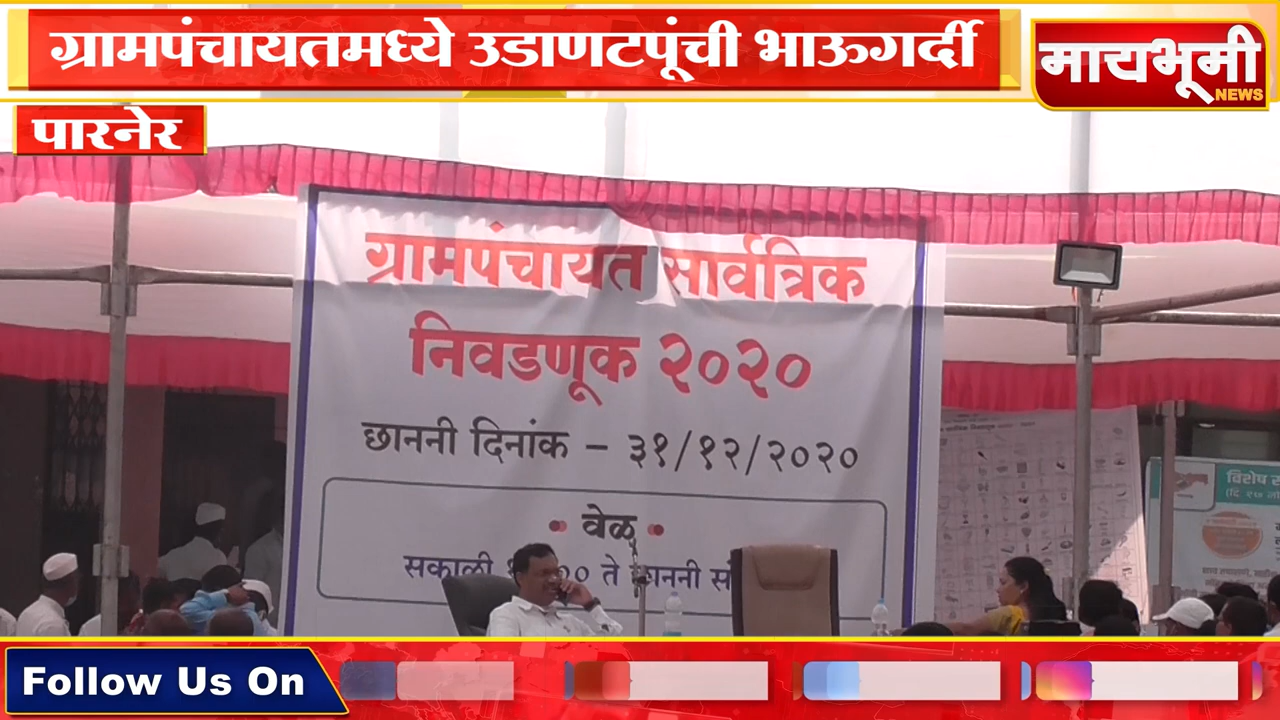 ग्रामपंचायतमध्ये उडाणटपूंची भाऊगर्दी
मायभूमी
NEWS
पारनेर
ग्रामपंचायत सार्वत्रिक
निवडणूक २०२०
छाननी दिनांक – ३१/१२/२०२०
वेळ
सकाळी ते
विशेष
Follow Us On